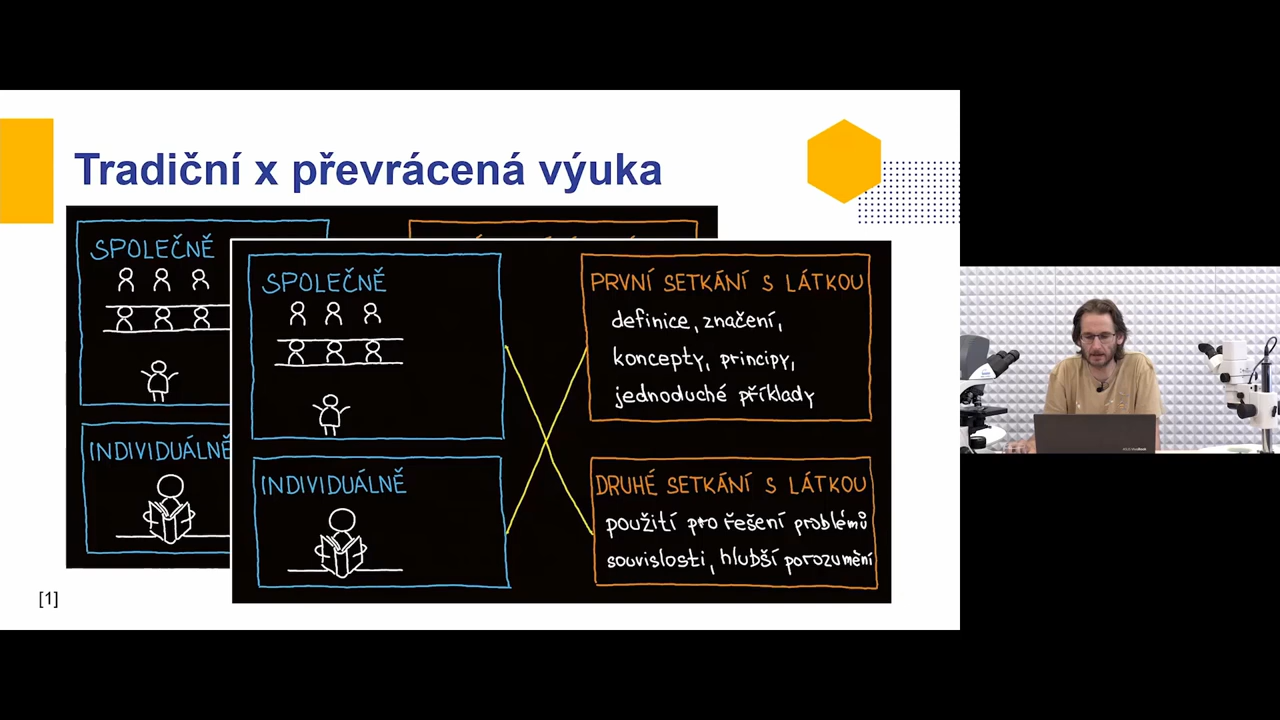 Tradiční x převrácená výuka
SPOLEČNĚ
INDIVIDUÁLNĚ
SPOLEČNĚ
INDIVIDUÁLNĚ
PRVNÍ SETKÁNÍ S LÁTKOU
definice, značení,
koncepty, principy,
jednoduché příklady
DRUHÉ SETKÁNÍ S LÁTKOU
použití pro řešení problémů
souvislosti, hlubší porozumění
[1]